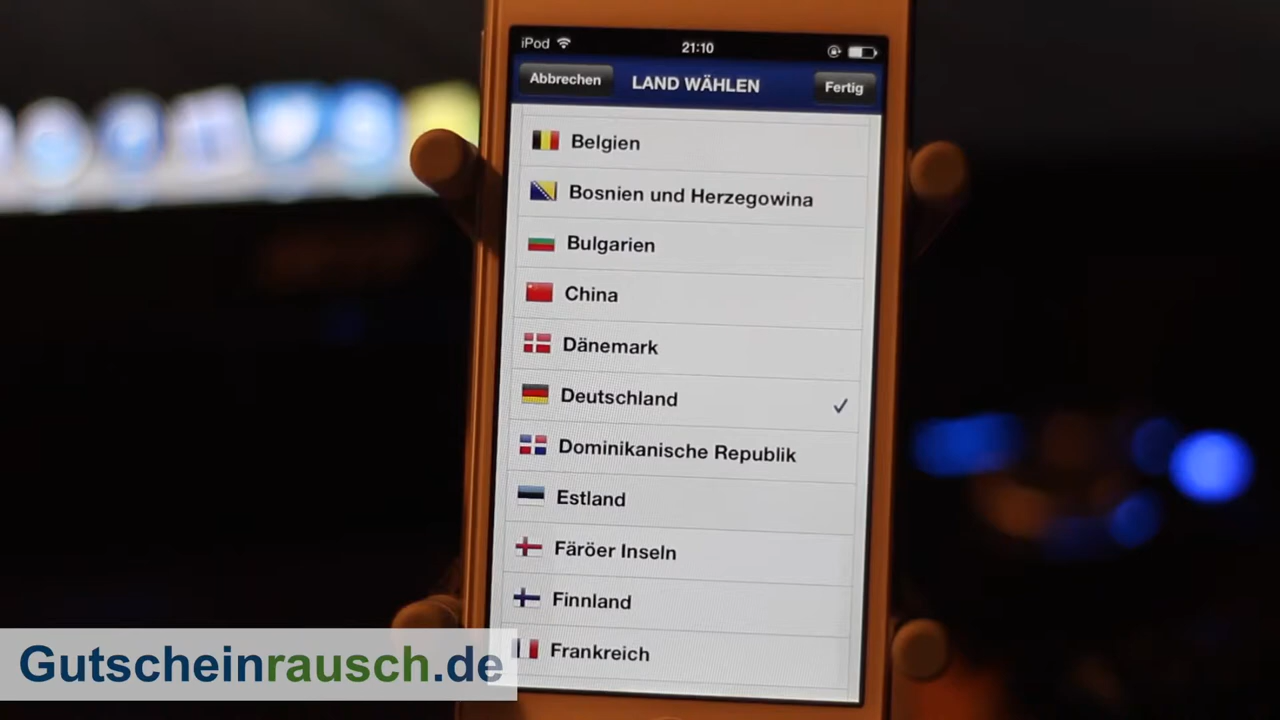 iPod 21:10
Abbrechen LAND WÄHLEN Fertig
Belgien
Bosnien und Herzegowina
Bulgarien
China
Dänemark
Deutschland
Dominikanische Republik
Estland
Färöer Inseln
Finnland
Frankreich
Gutscheinrausch.de